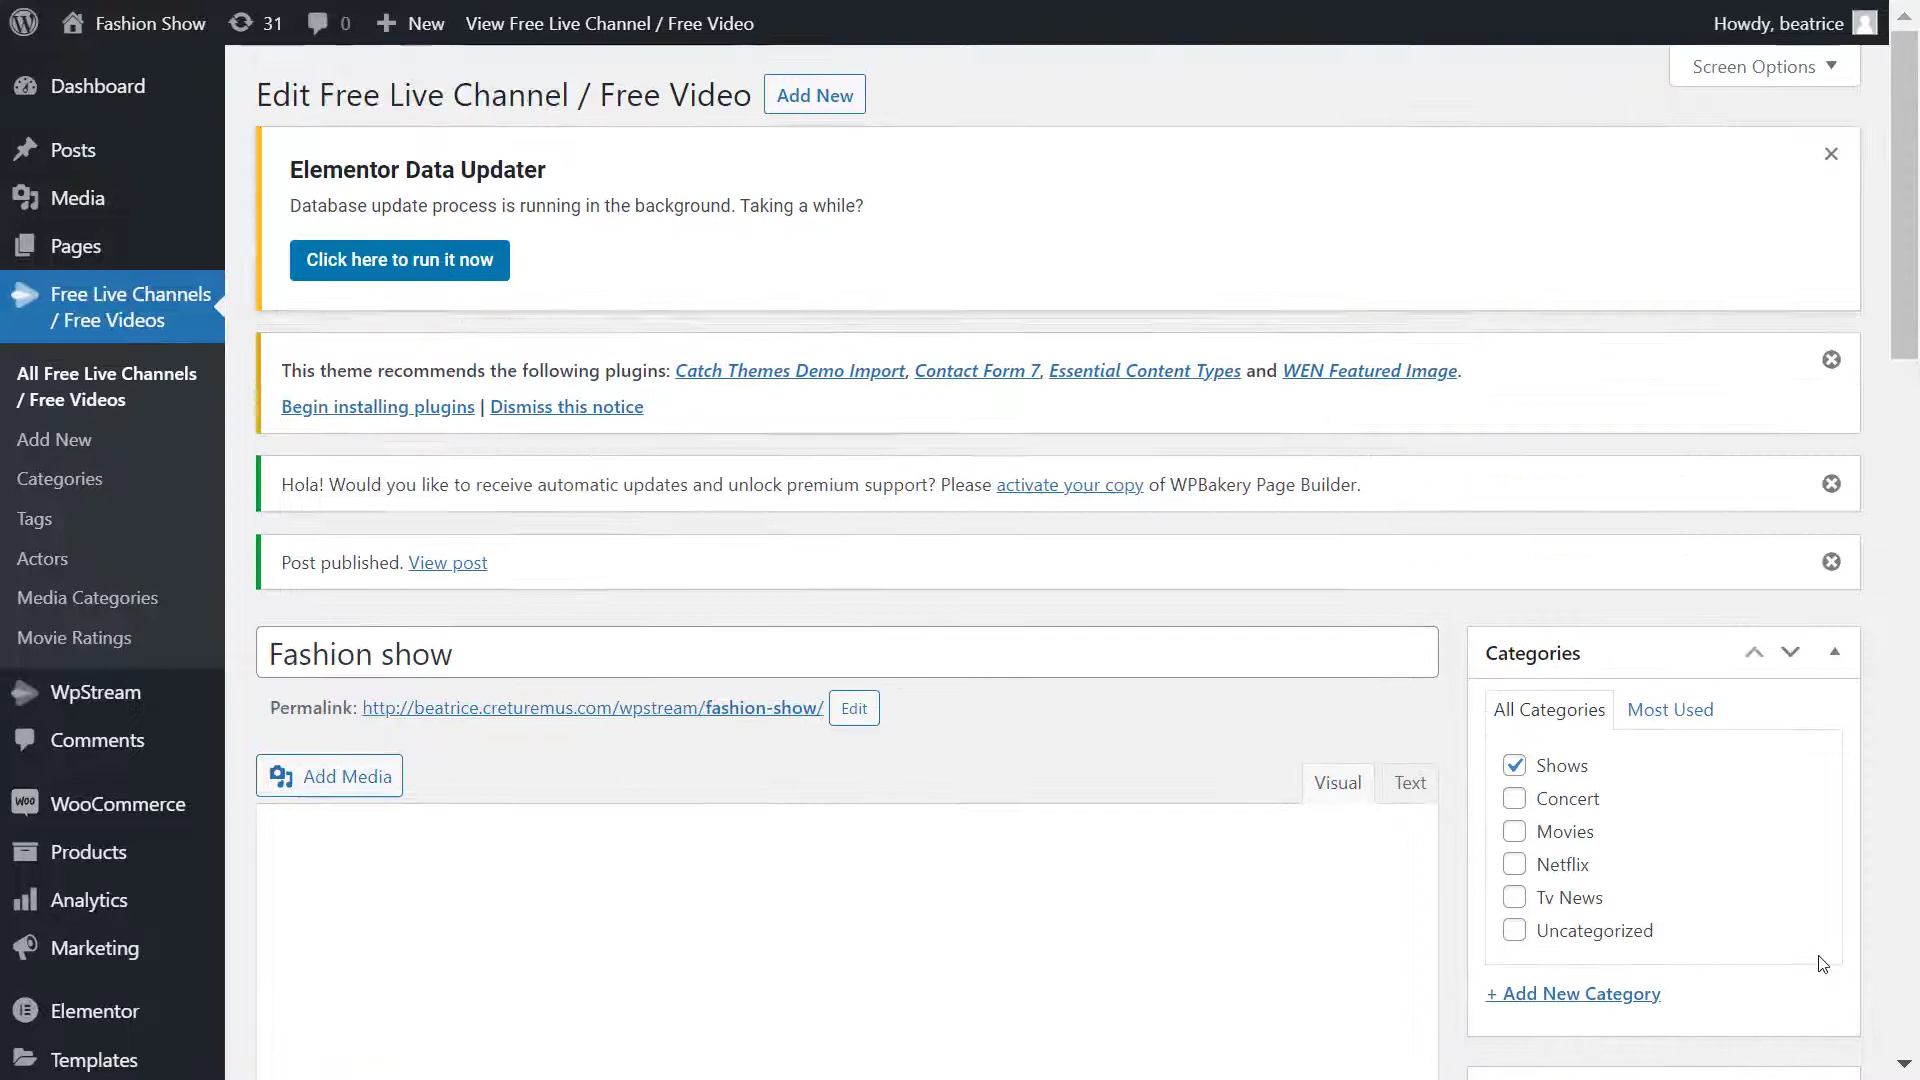 Fashion Show
31
0
New
View Free Live Channel / Free Video
Howdy, beatrice
Screen Options
Dashboard
Posts
Media
Pages
Free Live Channels
/ Free Videos
All Free Live Channels
/ Free Videos
Add New
Categories
Tags
Actors
Media Categories
Movie Ratings
WpStream
Comments
WOO
WooCommerce
Products
Analytics
Marketing
Elementor
Templates
Edit Free Live Channel / Free Video
Add New
Elementor Data Updater
Database update process is running in the background. Taking a while?
Click here to run it now
This theme recommends the following plugins: Catch Themes Demo Import, Contact Form 7, Essential Content Types and WEN Featured Image.
Begin installing plugins | Dismiss this notice
Hola! Would you like to receive automatic updates and unlock premium support? Please activate your copy of WPBakery Page Builder.
Post published. View post
Fashion show
Permalink: http://beatrice.creturemus.com/wpstream/fashion-show/ Edit
Add Media
Visual
Text
Categories
All Categories
Most Used
Shows
Concert
Movies
Netflix
Tv News
Uncategorized
+ Add New Category